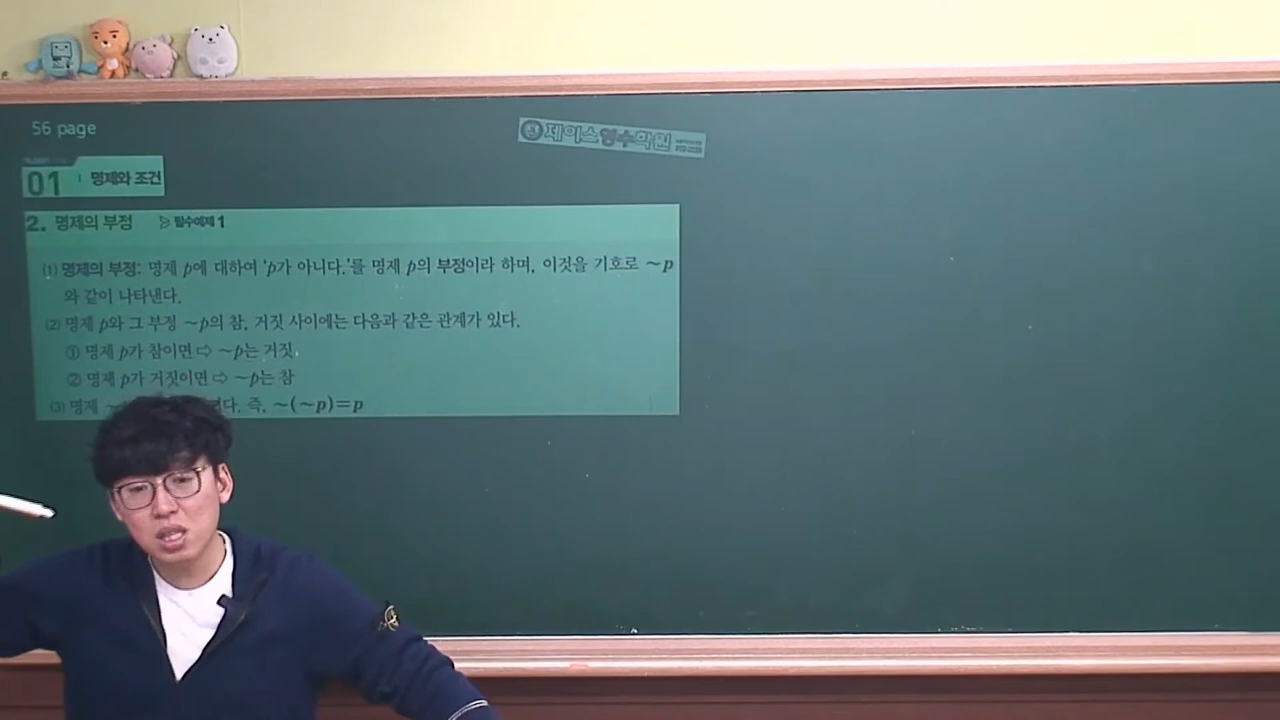 56 page
제이스영수학원
01 명제와 조건
2. 명제의 부정 ▷ 필수예제 1
(1) 명제의 부정: 명제 p에 대하여 'p가 아니다.'를 명제 p의 부정이라 하며, 이것을 기호로 ~p
와 같이 나타낸다.
(2) 명제 p와 그 부정 ~p의 참, 거짓 사이에는 다음과 같은 관계가 있다.
① 명제 p가 참이면 ⇨ ~p는 거짓
② 명제 p가 거짓이면 ⇨ ~p는 참
(3) 명제 ~ 즉, ~(~p)=p